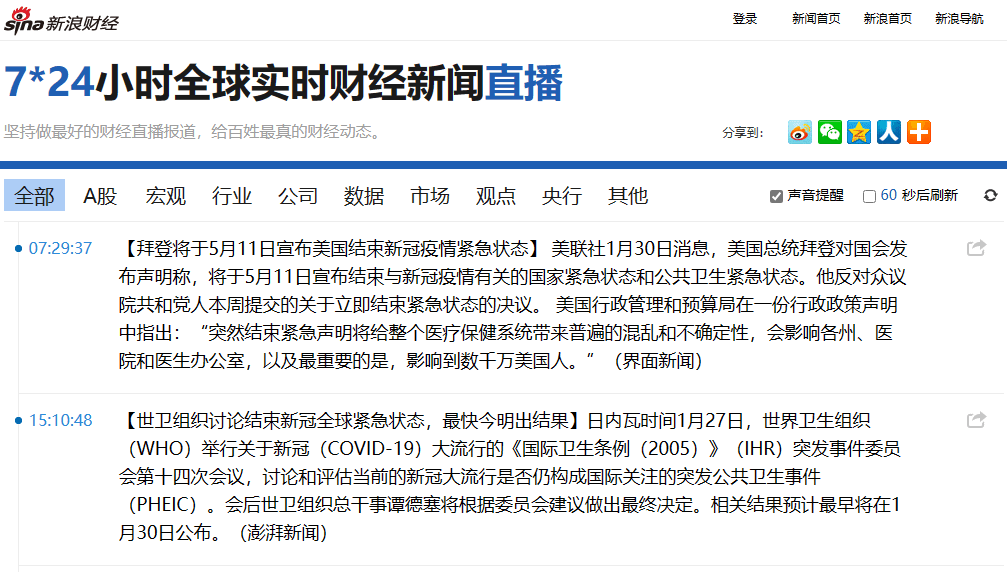 sina 新浪财经
登录 新闻首页 新浪首页 新浪导航
7*24小时全球实时财经新闻直播
坚持做最好的财经直播报道，给百姓最真的财经动态。
分享到：
全部 A股 宏观 行业 公司 数据 市场 观点 央行 其他
声音提醒 60 秒后刷新
07:29:37
【拜登将于5月11日宣布美国结束新冠疫情紧急状态】 美联社1月30日消息，美国总统拜登对国会发
布声明称，将于5月11日宣布结束与新冠疫情有关的国家紧急状态和公共卫生紧急状态。他反对众议
院共和党人本周提交的关于立即结束紧急状态的决议。 美国行政管理和预算局在一份行政政策声明
中指出：“突然结束紧急声明将给整个医疗保健系统带来普遍的混乱和不确定性，会影响各州、医
院和医生办公室，以及最重要的是，影响到数千万美国人。”（界面新闻）
15:10:48
【世卫组织讨论结束新冠全球紧急状态，最快今明出结果】日内瓦时间1月27日，世界卫生组织
（WHO）举行关于新冠（COVID-19）大流行的《国际卫生条例（2005）》（IHR）突发事件委员
会第十四次会议，讨论和评估当前的新冠大流行是否仍构成国际关注的突发公共卫生事件
（PHEIC）。会后世卫组织总干事谭德塞将根据委员会建议做出最终决定。相关结果预计最早将在1
月30日公布。（澎湃新闻）